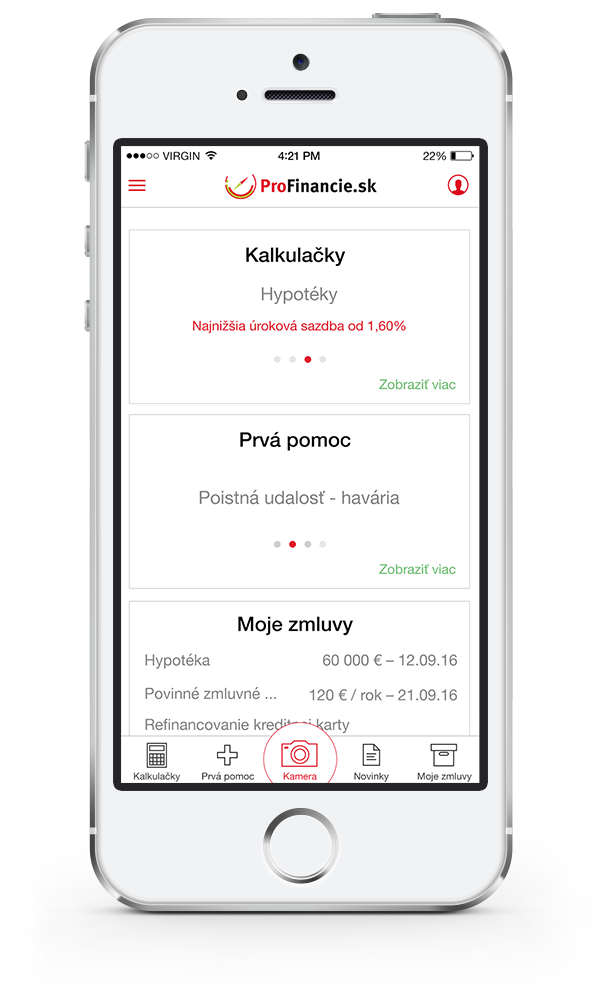 VIRGIN 4:21 PM 22%
ProFinancie.sk
Kalkulačky
Hypotéky
Najnižšia úroková sazdba od 1,60%
Zobraziť viac
Prvá pomoc
Poistná udalosť - havária
Zobraziť viac
Moje zmluvy
Hypotéka 60 000 € – 12.09.16
Povinné zmluvné ... 120 € / rok – 21.09.16
Refinancovanie kreditnej karty
Kalkulačky Prvá pomoc Kamera Novinky Moje zmluvy